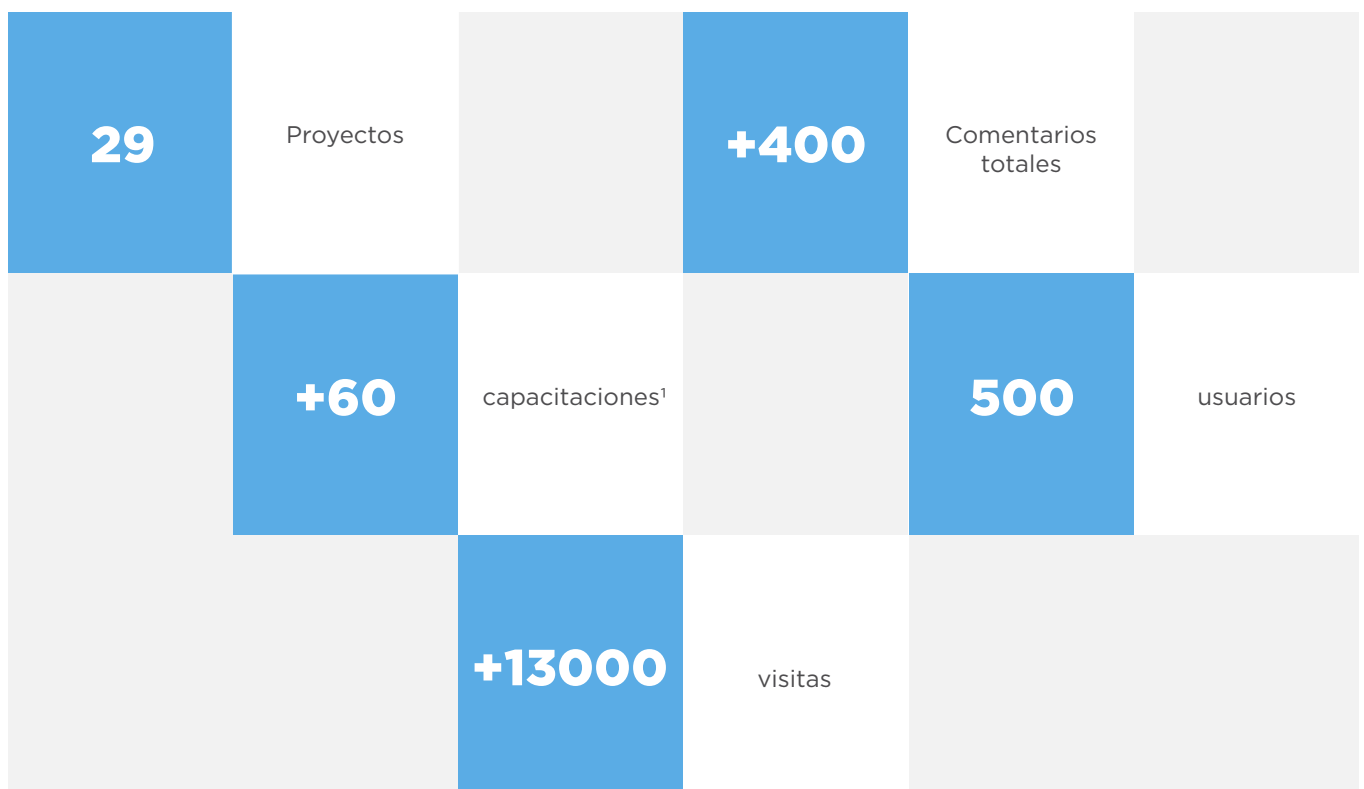 29
Proyectos
+400
Comentarios
totales
+60
capacitaciones¹
500
usuarios
+13000
visitas